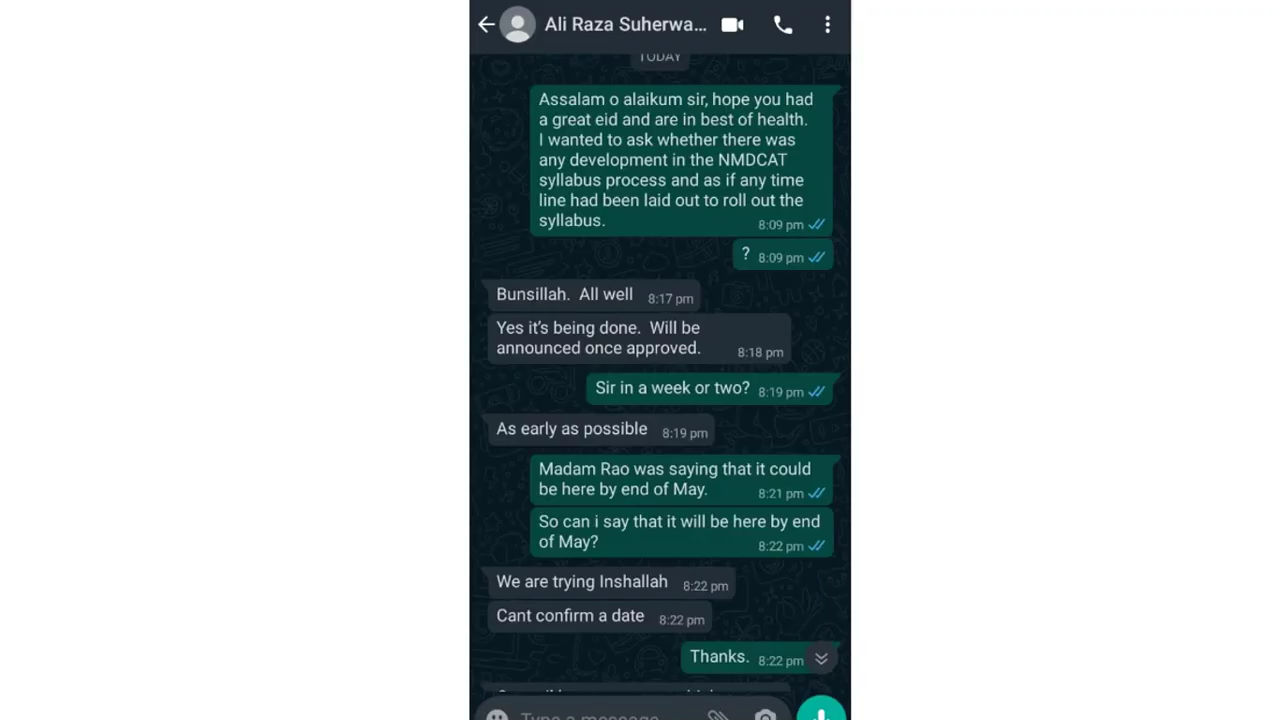 Ali Raza Suherwa...
TODAY
Assalam o alaikum sir, hope you had
a great eid and are in best of health.
I wanted to ask whether there was
any development in the NMDCAT
syllabus process and as if any time
line had been laid out to roll out the
syllabus. 8:09 pm
? 8:09 pm
Bunsillah. All well 8:17 pm
Yes it's being done. Will be
announced once approved. 8:18 pm
Sir in a week or two? 8:19 pm
As early as possible 8:19 pm
Madam Rao was saying that it could
be here by end of May. 8:21 pm
So can i say that it will be here by end
of May? 8:22 pm
We are trying Inshallah 8:22 pm
Cant confirm a date 8:22 pm
Thanks. 8:22 pm
Type a message